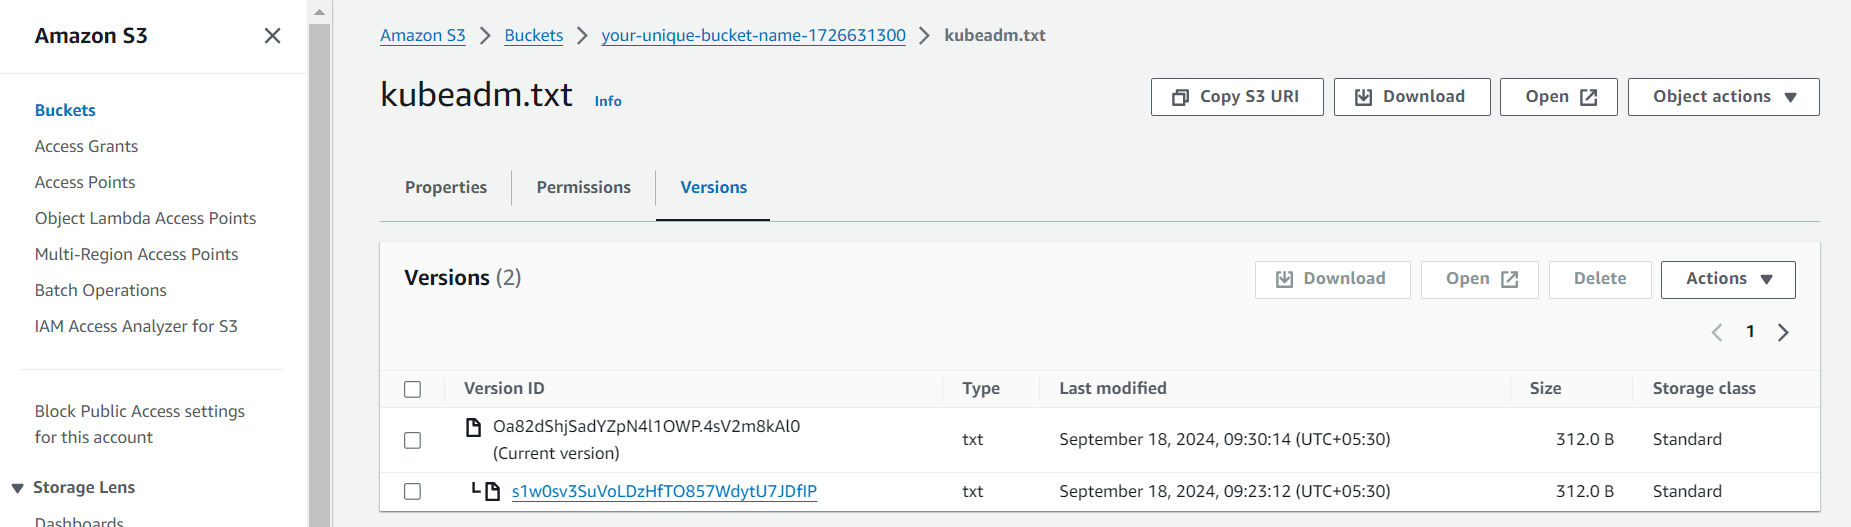 Amazon S3
Buckets
Access Grants
Access Points
Object Lambda Access Points
Multi-Region Access Points
Batch Operations
IAM Access Analyzer for S3
Block Public Access settings
for this account
Storage Lens
Dashboards
Amazon S3 > Buckets > your-unique-bucket-name-1726631300 > kubeadm.txt
kubeadm.txt Info
Copy S3 URI Download Open Object actions
Properties Permissions Versions
Versions (2)
Download Open Delete Actions
1
Version ID Type Last modified Size Storage class
Oa82dShjSadYZpN4l1OWP.4sV2m8kAl0
(Current version) txt September 18, 2024, 09:30:14 (UTC+05:30) 312.0 B Standard
s1w0sv3SuVoLDzHfTO857WdytU7JDfIP txt September 18, 2024, 09:23:12 (UTC+05:30) 312.0 B Standard